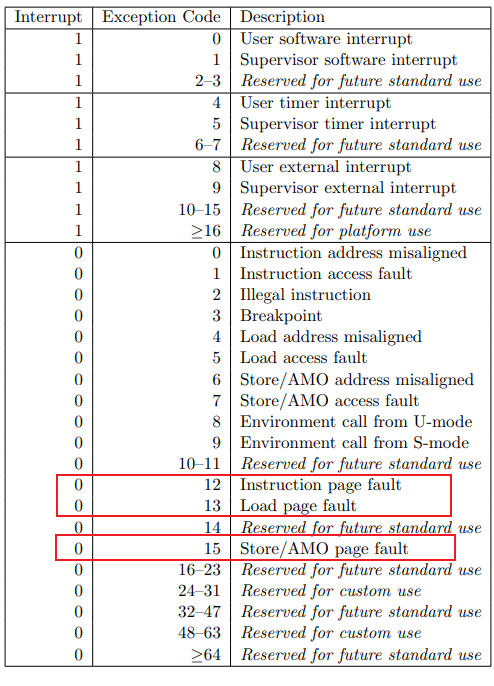 Interrupt Exception Code Description
1 0 User software interrupt
1 1 Supervisor software interrupt
1 2–3 Reserved for future standard use
1 4 User timer interrupt
1 5 Supervisor timer interrupt
1 6–7 Reserved for future standard use
1 8 User external interrupt
1 9 Supervisor external interrupt
1 10–15 Reserved for future standard use
1 ≥16 Reserved for platform use
0 0 Instruction address misaligned
0 1 Instruction access fault
0 2 Illegal instruction
0 3 Breakpoint
0 4 Load address misaligned
0 5 Load access fault
0 6 Store/AMO address misaligned
0 7 Store/AMO access fault
0 8 Environment call from U-mode
0 9 Environment call from S-mode
0 10–11 Reserved for future standard use
0 12 Instruction page fault
0 13 Load page fault
0 14 Reserved for future standard use
0 15 Store/AMO page fault
0 16–23 Reserved for future standard use
0 24–31 Reserved for custom use
0 32–47 Reserved for future standard use
0 48–63 Reserved for custom use
0 ≥64 Reserved for future standard use